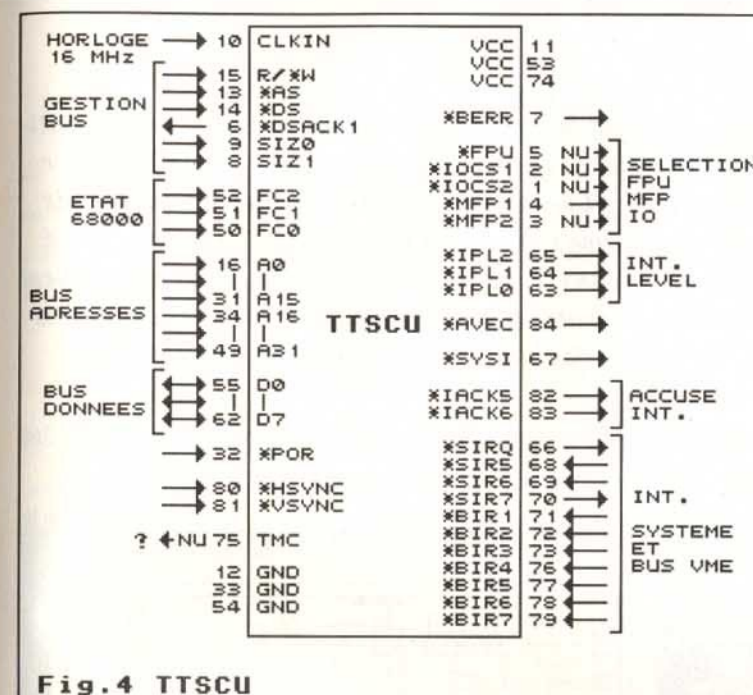 HORLOGE 10 CLKIN VCC 11
16 MHz VCC 53
VCC 74
15 R/*W
13 *AS
GESTION 14 *DS *BERR 7
BUS 6 *DSACK1
9 SIZ0 *FPU 5 NU
8 SIZ1 *IOCS1 2 NU SELECTION
*IOCS2 1 NU FPU
ETAT 52 FC2 *MFP1 4 MFP
68000 51 FC1 *MFP2 3 NU IO
50 FC0
16 A0 *IPL2 65 INT.
*IPL1 64 LEVEL
BUS 31 A15 *IPL0 63
ADRESSES 34 A16
TTSCU *AVEC 84
49 A31
*SYSI 67
BUS 55 D0
DONNEES *IACK5 82 ACCUSE
62 D7 *IACK6 83 INT.
32 *POR *SIRQ 66
*SIR5 68
80 *HSYNC *SIR6 69
81 *VSYNC *SIR7 70 INT.
*BIR1 71
? NU 75 TMC *BIR2 72 SYSTEME
*BIR3 73 ET
12 GND *BIR4 76 BUS VME
33 GND *BIR5 77
54 GND *BIR6 78
*BIR7 79
Fig.4 TTSCU